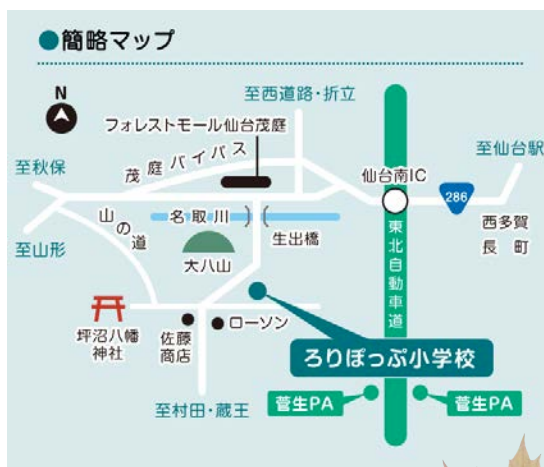 ●簡略マップ
N
至西道路・折立
フォレストモール仙台茂庭
至仙台駅
至秋保
茂庭バイパス
仙台南IC
286
西多賀
長町
山の道
名取川
生出橋
至山形
大八山
東北自動車道
坪沼八幡
神社
佐藤
商店
ローソン
ろりぽっぷ小学校
至村田・蔵王
菅生PA
菅生PA